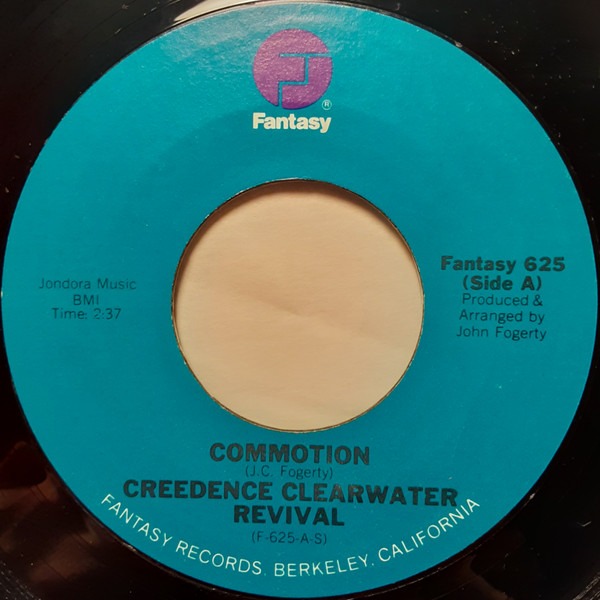 ®
Fantasy
Jondora Music
BMI
Time: 2:37
Fantasy 625
(Side A)
Produced &
Arranged by
John Fogerty
COMMOTION
(J.C. Fogerty)
CREEDENCE CLEARWATER
REVIVAL
(F-625-A-S)
FANTASY RECORDS. BERKELEY. CALIFORNIA